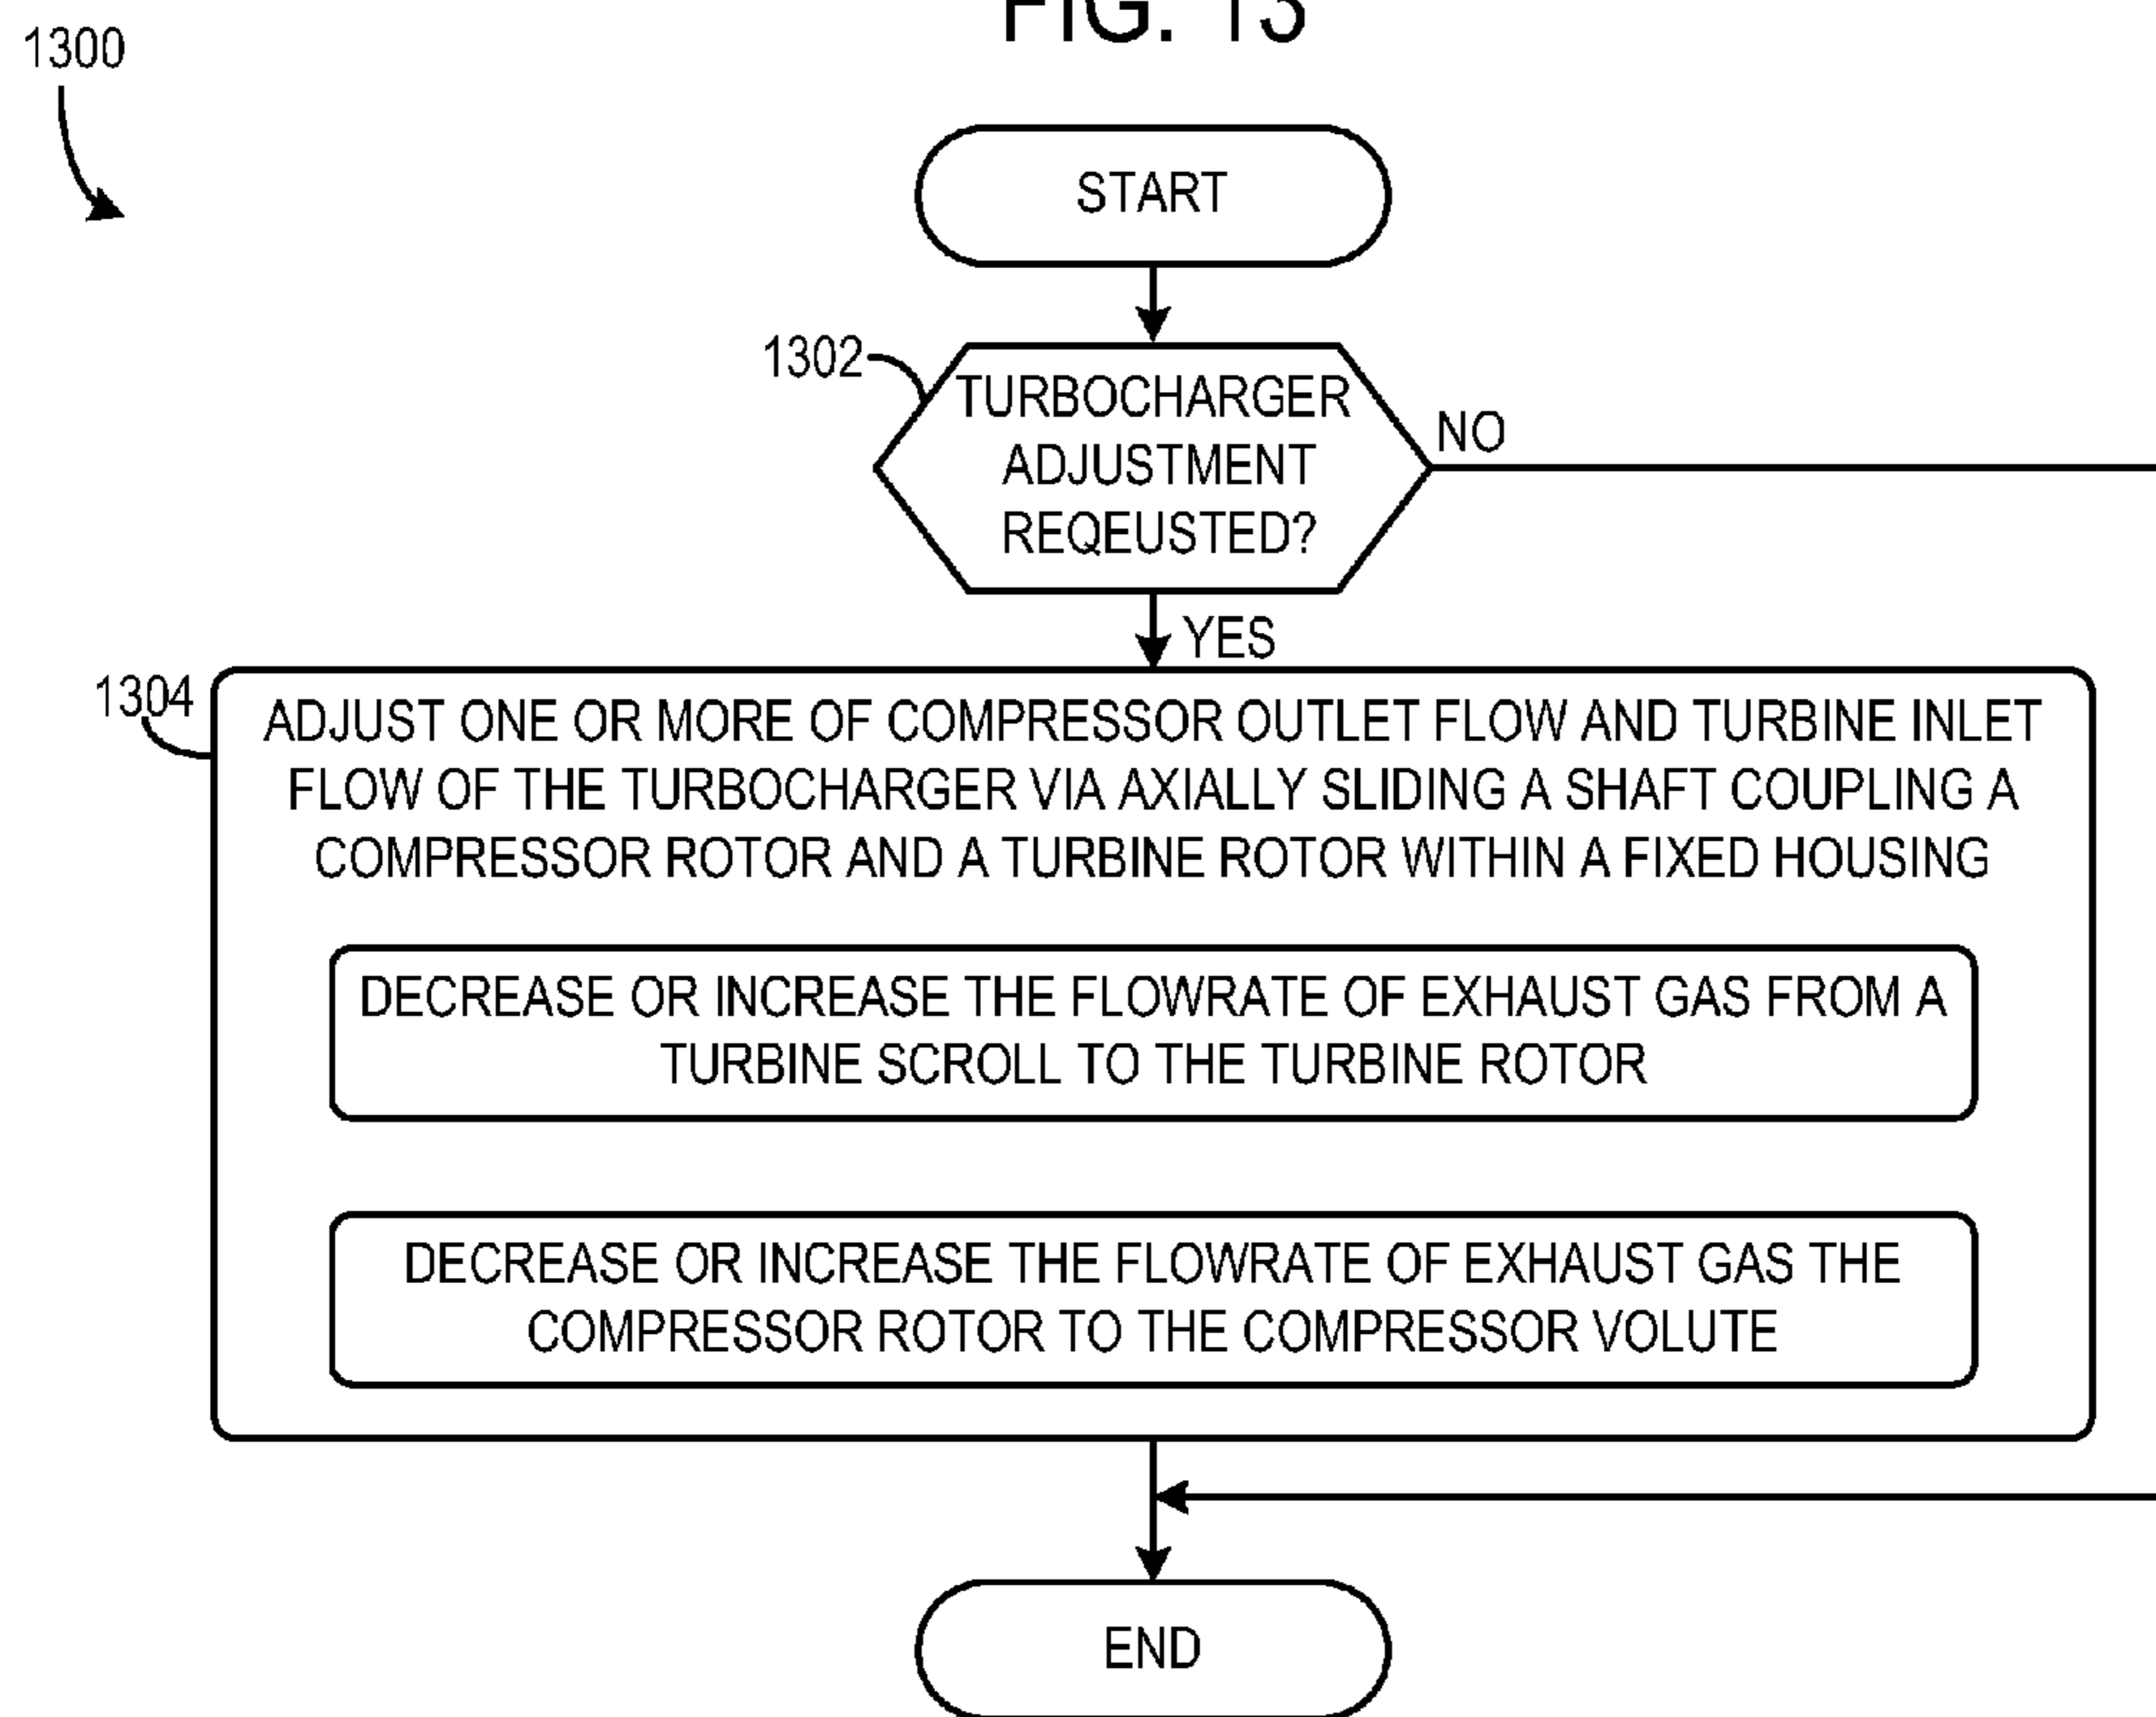 FIG. 13
1300
START
1302
TURBOCHARGER
ADJUSTMENT
REQEUSTED?
NO
YES
1304
ADJUST ONE OR MORE OF COMPRESSOR OUTLET FLOW AND TURBINE INLET
FLOW OF THE TURBOCHARGER VIA AXIALLY SLIDING A SHAFT COUPLING A
COMPRESSOR ROTOR AND A TURBINE ROTOR WITHIN A FIXED HOUSING
DECREASE OR INCREASE THE FLOWRATE OF EXHAUST GAS FROM A
TURBINE SCROLL TO THE TURBINE ROTOR
DECREASE OR INCREASE THE FLOWRATE OF EXHAUST GAS THE
COMPRESSOR ROTOR TO THE COMPRESSOR VOLUTE
END